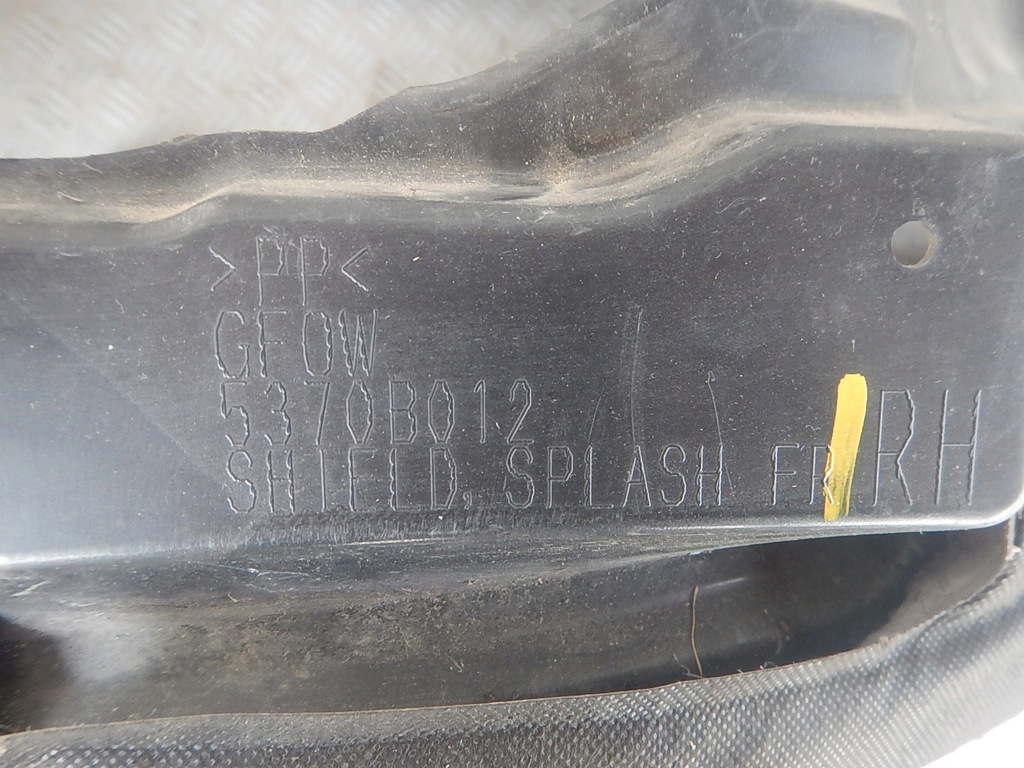 >PP<
GF0W
5370B012
SHIELD, SPLASH FR RH